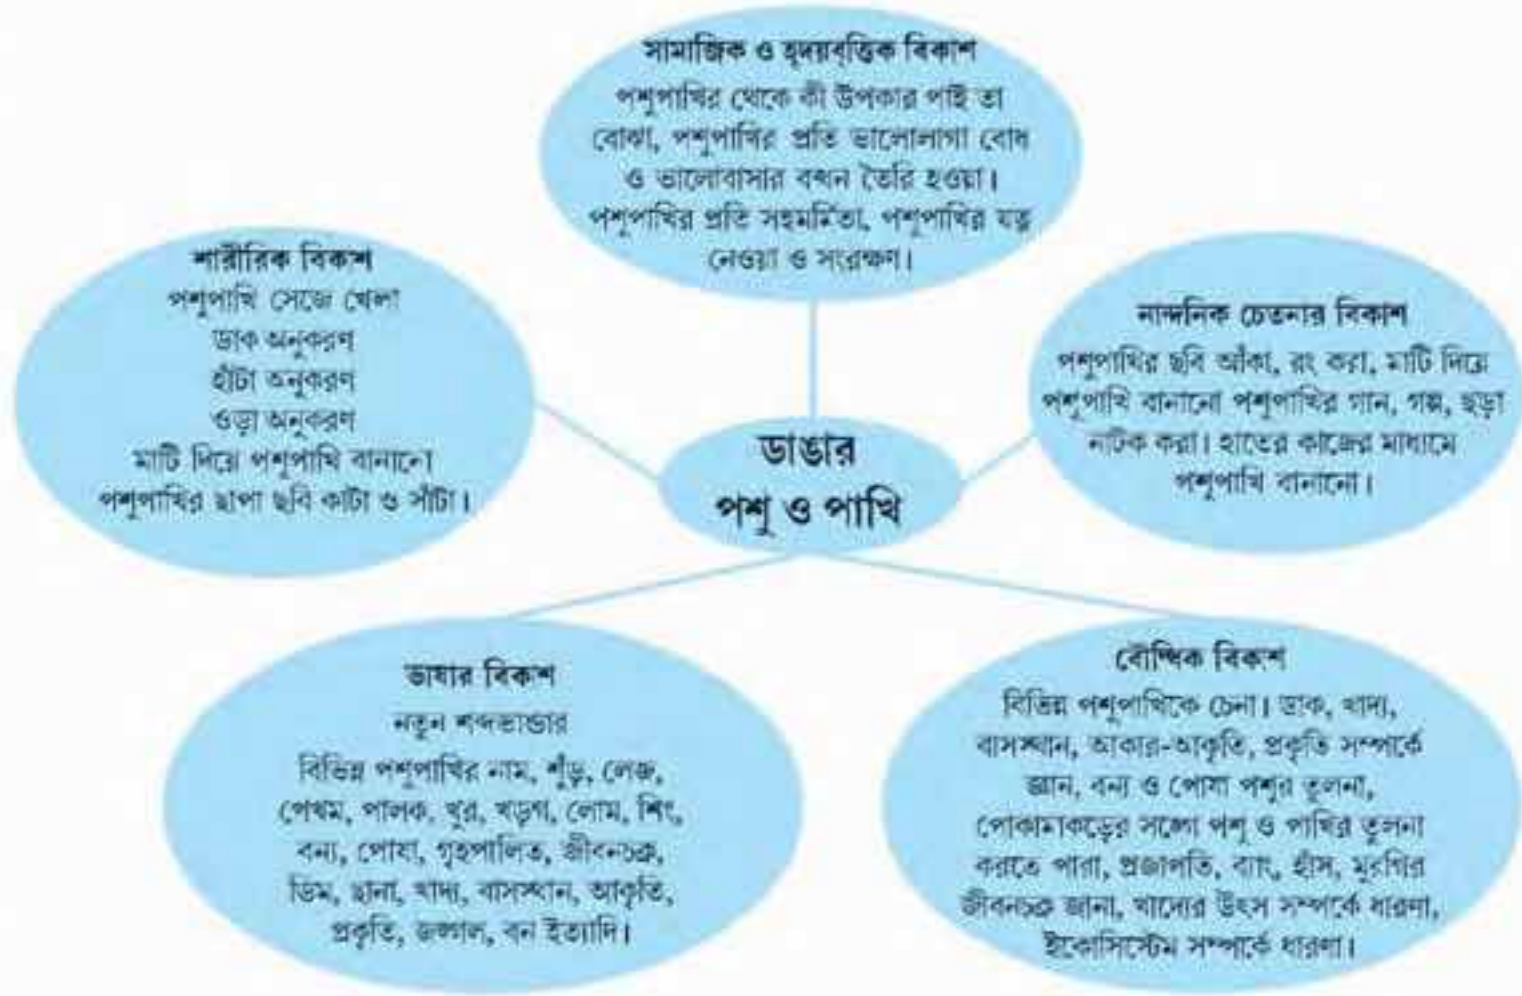 সামাজিক ও হৃদয়বৃত্তিক বিকাশ
পশুপাখির থেকে কী উপকার পাই তা
বোঝা, পশুপাখির প্রতি ভালোলাগা বোধ
ও ভালোবাসার বন্ধন তৈরি হওয়া।
পশুপাখির প্রতি সহমর্মিতা, পশুপাখির যত্ন
নেওয়া ও সংরক্ষণ।
শারীরিক বিকাশ
পশুপাখি সেজে খেলা
ডাক অনুকরণ
হাঁটা অনুকরণ
ওড়া অনুকরণ
মাটি দিয়ে পশুপাখি বানানো
পশুপাখির ছাপা ছবি কাটা ও সাঁটা।
নান্দনিক চেতনার বিকাশ
পশুপাখির ছবি আঁকা, রং করা, মাটি দিয়ে
পশুপাখি বানানো পশুপাখির গান, গল্প, ছড়া
নাটক করা। হাতের কাজের মাধ্যমে
পশুপাখি বানানো।
ডাঙার
পশু ও পাখি
ভাষার বিকাশ
নতুন শব্দভাণ্ডার
বিভিন্ন পশুপাখির নাম, শুঁড়, লেজ,
পেখম, পালক, খুর, খড়গ, লোম, শিং,
বন্য, পোষা, গৃহপালিত, জীবনচক্র,
ডিম, ছানা, খাদ্য, বাসস্থান, আকৃতি,
প্রকৃতি, জঙ্গল, বন ইত্যাদি।
বৌদ্ধিক বিকাশ
বিভিন্ন পশুপাখিকে চেনা। ডাক, খাদ্য,
বাসস্থান, আকার-আকৃতি, প্রকৃতি সম্পর্কে
জ্ঞান, বন্য ও পোষা পশুর তুলনা,
পোকামাকড়ের সঙ্গে পশু ও পাখির তুলনা
করতে পারা, প্রজাপতি, ব্যাং, হাঁস, মুরগির
জীবনচক্র জানা, খাদ্যের উৎস সম্পর্কে ধারণা,
ইকোসিস্টেম সম্পর্কে ধারণা।